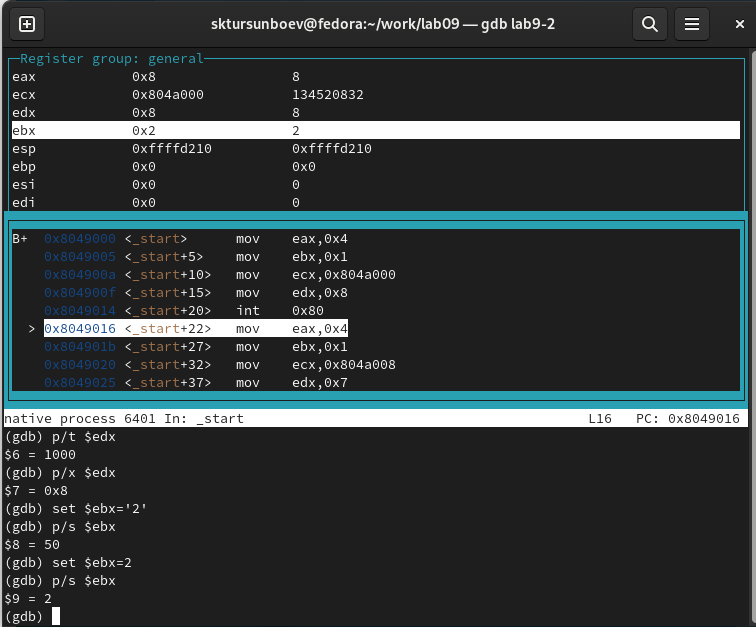 sktursunboev@fedora:~/work/lab09 — gdb lab9-2
Register group: general
eax 0x8 8
ecx 0x804a000 134520832
edx 0x8 8
ebx 0x2 2
esp 0xffffd210 0xffffd210
ebp 0x0 0x0
esi 0x0 0
edi 0x0 0
B+ 0x8049000 <_start> mov eax,0x4
0x8049005 <_start+5> mov ebx,0x1
0x804900a <_start+10> mov ecx,0x804a000
0x804900f <_start+15> mov edx,0x8
0x8049014 <_start+20> int 0x80
> 0x8049016 <_start+22> mov eax,0x4
0x804901b <_start+27> mov ebx,0x1
0x8049020 <_start+32> mov ecx,0x804a008
0x8049025 <_start+37> mov edx,0x7
native process 6401 In: _start L16 PC: 0x8049016
(gdb) p/t $edx
$6 = 1000
(gdb) p/x $edx
$7 = 0x8
(gdb) set $ebx='2'
(gdb) p/s $ebx
$8 = 50
(gdb) set $ebx=2
(gdb) p/s $ebx
$9 = 2
(gdb)